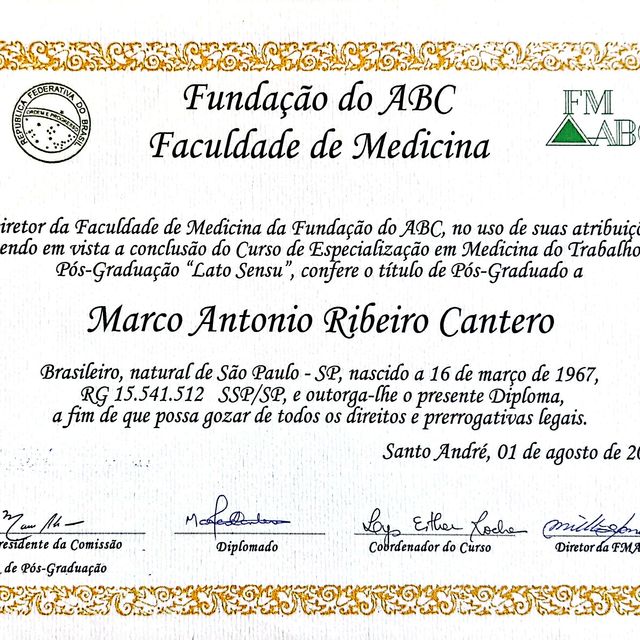 Fundação do ABC
Faculdade de Medicina
REPÚBLICA FEDERATIVA DO BRASIL
ORDEM E PROGRESSO
FM
ABC
iretor da Faculdade de Medicina da Fundação do ABC, no uso de suas atribuiçõ
endo em vista a conclusão do Curso de Especialização em Medicina do Trabalho
Pós-Graduação “Lato Sensu”, confere o título de Pós-Graduado a
Marco Antonio Ribeiro Cantero
Brasileiro, natural de São Paulo - SP, nascido a 16 de março de 1967,
RG 15.541.512 SSP/SP, e outorga-lhe o presente Diploma,
a fim de que possa gozar de todos os direitos e prerrogativas legais.
Santo André, 01 de agosto de 20
Esther Rocha
residente da Comissão
de Pós-Graduação
Diplomado
Coordenador do Curso
Diretor da FMA